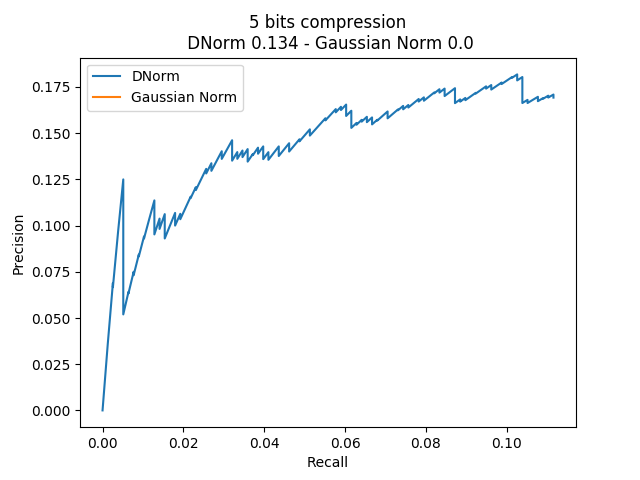 5 bits compression
DNorm 0.134 - Gaussian Norm 0.0
DNorm
Gaussian Norm
0.175
0.150
0.125
0.100
0.075
0.050
0.025
0.000
Precision
0.00 0.02 0.04 0.06 0.08 0.10
Recall